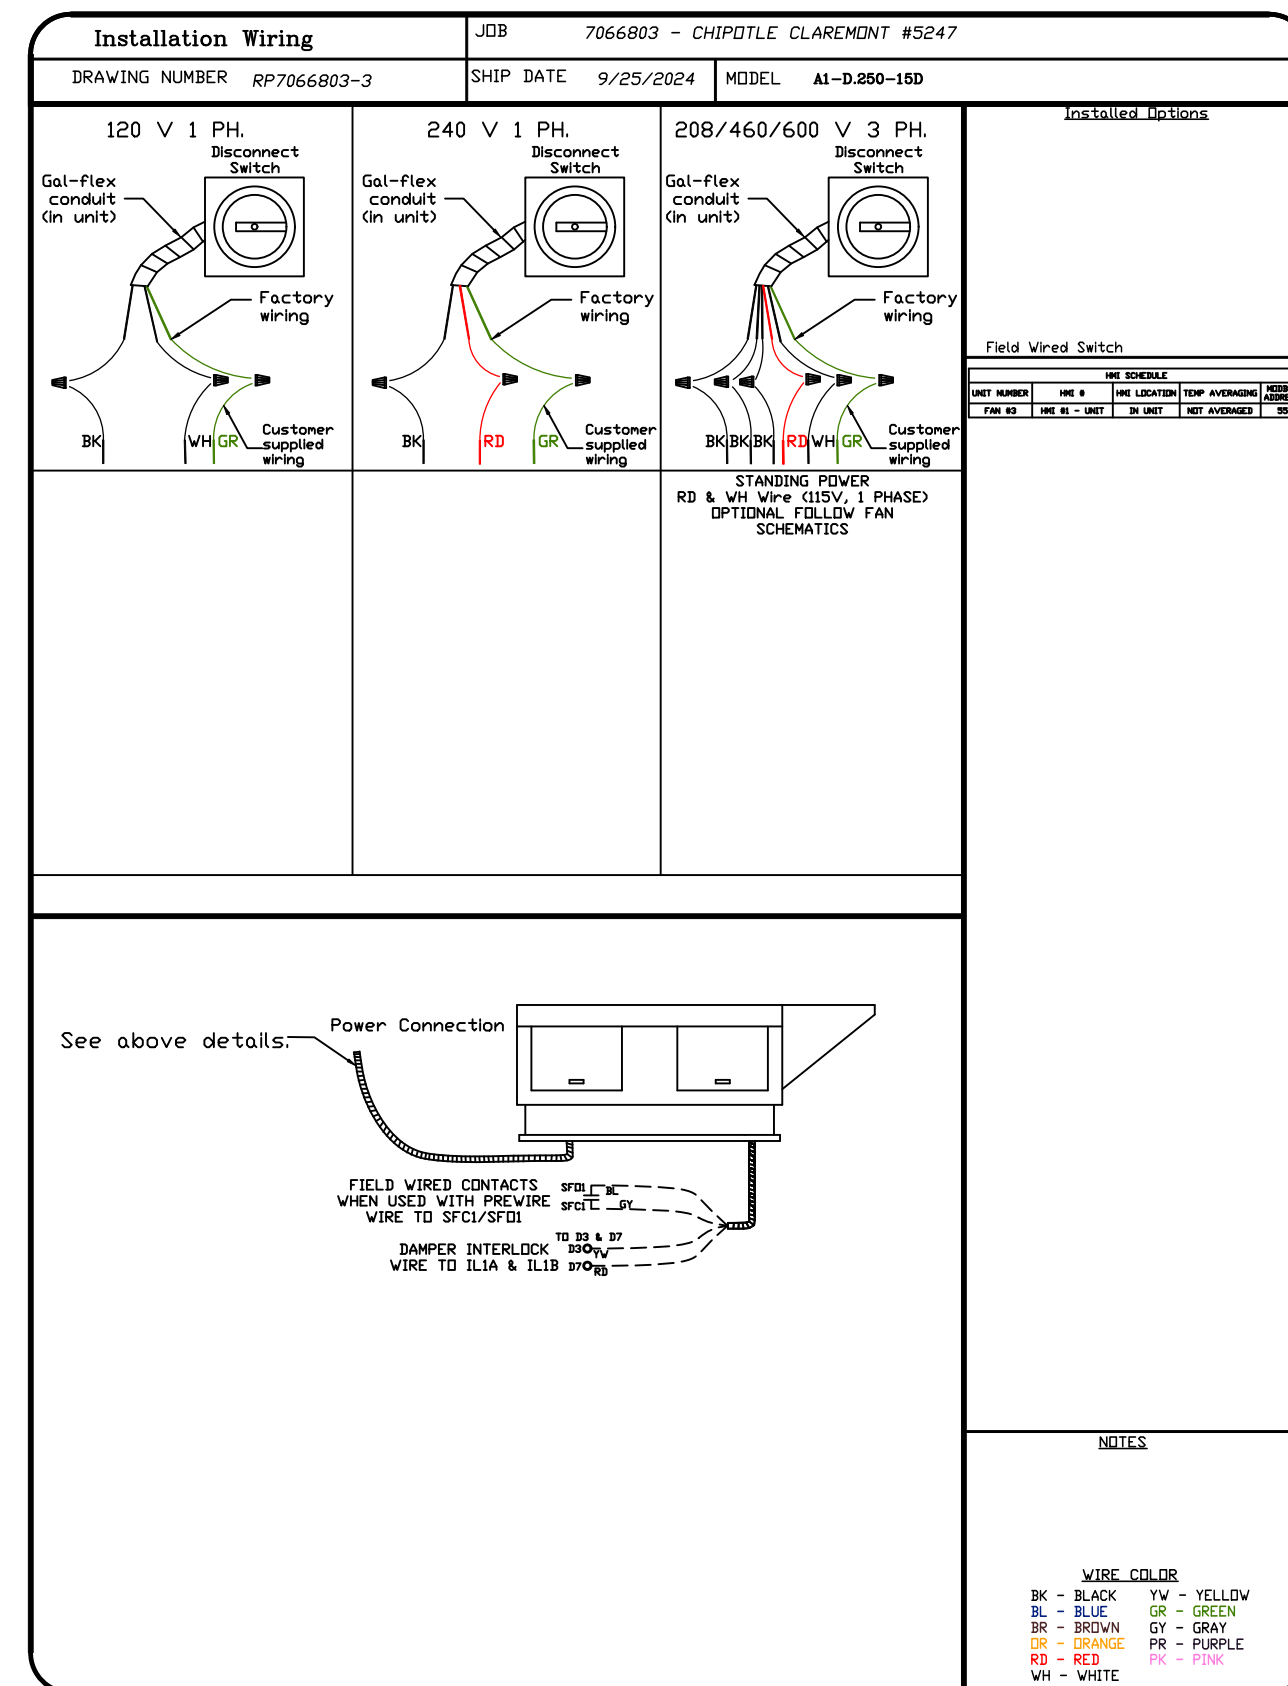 Installation Wiring
JOB 7066803 - CHIPOTLE CLAREMONT #5247
DRAWING NUMBER RP7066803-3
SHIP DATE 9/25/2024
MODEL A1-D.250-15D
120 V 1 PH.
Disconnect
Switch
Gal-flex
conduit
(in unit)
Factory
wiring
BK
WH
GR
Customer
supplied
wiring
240 V 1 PH.
Disconnect
Switch
Gal-flex
conduit
(in unit)
Factory
wiring
BK
RD
GR
Customer
supplied
wiring
208/460/600 V 3 PH.
Disconnect
Switch
Gal-flex
conduit
(in unit)
Factory
wiring
BK
BK
BK
RD
WH
GR
Customer
supplied
wiring
STANDING POWER
RD & WH Wire (115V, 1 PHASE)
OPTIONAL FOLLOW FAN
SCHEMATICS
Installed Options
Field Wired Switch
HMI SCHEDULE
UNIT NUMBER HMI # HMI LOCATION TEMP AVERAGING
FAN #3 HMI #1 - UNIT IN UNIT NOT AVERAGED 55
See above details.
Power Connection
FIELD WIRED CONTACTS
WHEN USED WITH PREWIRE
WIRE TO SFC1/SFO1
SFO1 BL
SFC1 GY
TO D3 & D7
DAMPER INTERLOCK
WIRE TO IL1A & IL1B
D3 YW
D7 RD
NOTES
WIRE COLOR
BK - BLACK YW - YELLOW
BL - BLUE GR - GREEN
BR - BROWN GY - GRAY
OR - ORANGE PR - PURPLE
RD - RED PK - PINK
WH - WHITE